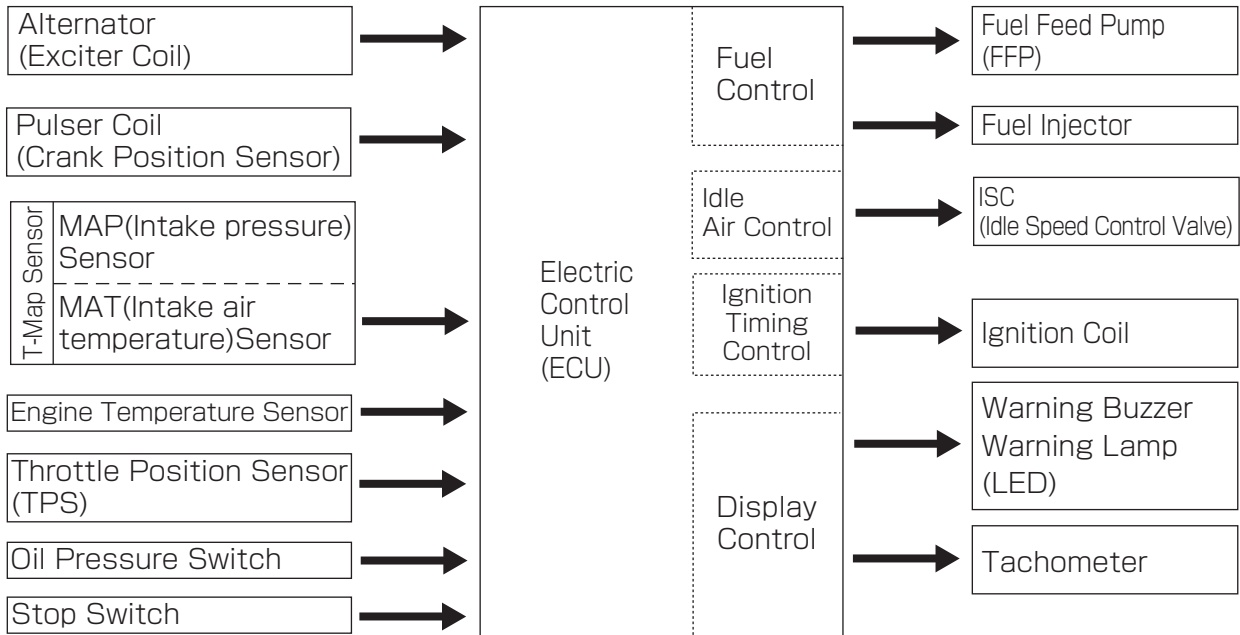 Alternator
(Exciter Coil)
Pulser Coil
(Crank Position Sensor)
T-Map Sensor
MAP(Intake pressure)
Sensor
MAT(Intake air
temperature)Sensor
Engine Temperature Sensor
Throttle Position Sensor
(TPS)
Oil Pressure Switch
Stop Switch
Electric
Control
Unit
(ECU)
Fuel
Control
Idle
Air Control
Ignition
Timing
Control
Display
Control
Fuel Feed Pump
(FFP)
Fuel Injector
ISC
(Idle Speed Control Valve)
Ignition Coil
Warning Buzzer
Warning Lamp
(LED)
Tachometer